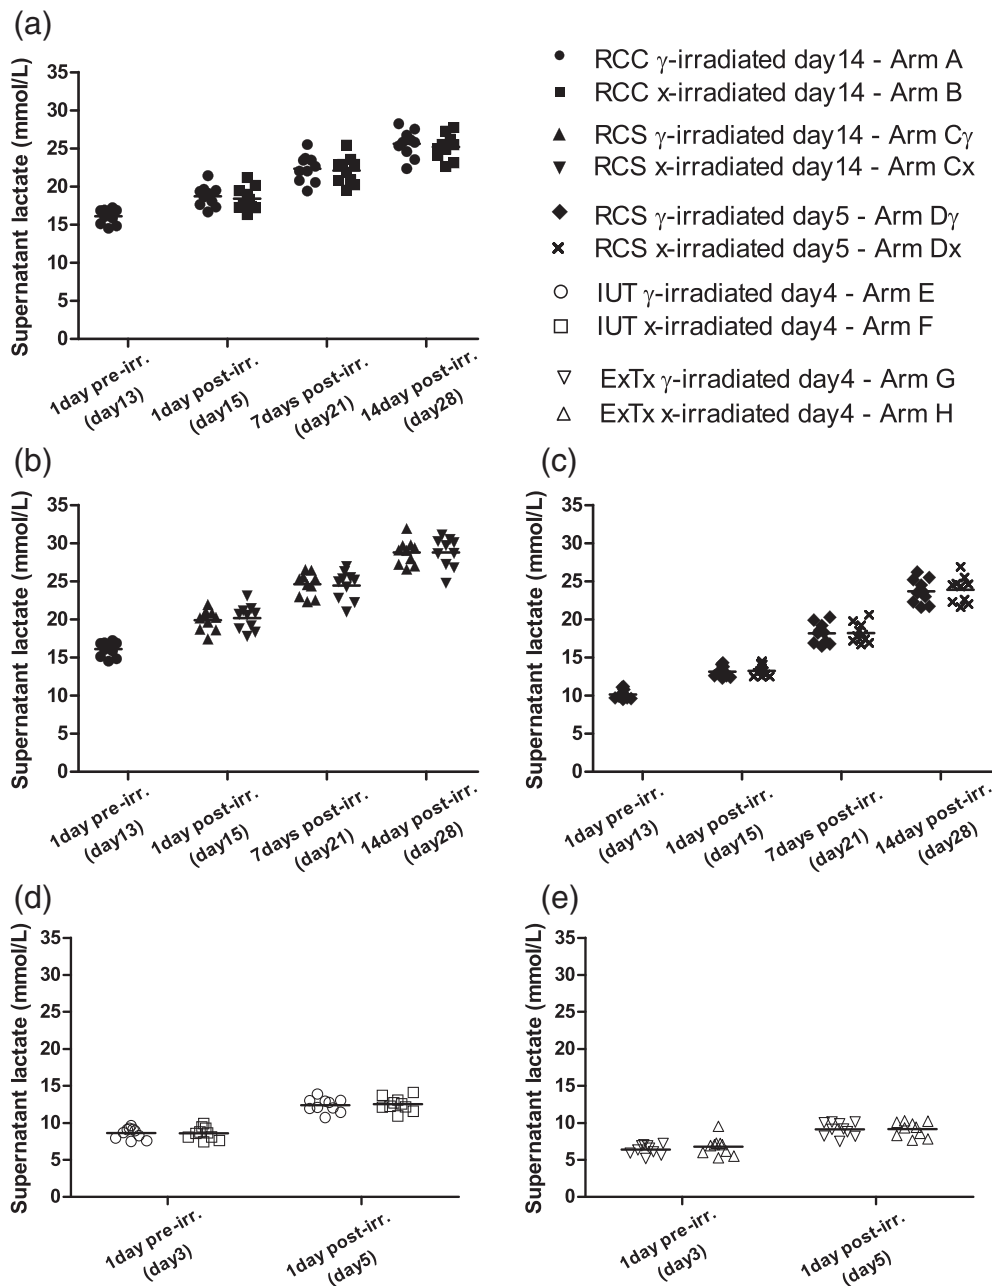 (a)
Supernatant lactate (mmol/L)
35
30
25
20
15
10
5
0
1day pre-irr.
(day13)
1day post-irr.
(day15)
7days post-irr.
(day21)
14day post-irr.
(day28)
RCC γ-irradiated day14 - Arm A
RCC x-irradiated day14 - Arm B
RCS γ-irradiated day14 - Arm Cγ
RCS x-irradiated day14 - Arm Cx
RCS γ-irradiated day5 - Arm Dγ
RCS x-irradiated day5 - Arm Dx
IUT γ-irradiated day4 - Arm E
IUT x-irradiated day4 - Arm F
ExTx γ-irradiated day4 - Arm G
ExTx x-irradiated day4 - Arm H
(b)
Supernatant lactate (mmol/L)
35
30
25
20
15
10
5
0
1day pre-irr.
(day13)
1day post-irr.
(day15)
7days post-irr.
(day21)
14day post-irr.
(day28)
(c)
Supernatant lactate (mmol/L)
35
30
25
20
15
10
5
0
1day pre-irr.
(day13)
1day post-irr.
(day15)
7days post-irr.
(day21)
14day post-irr.
(day28)
(d)
Supernatant lactate (mmol/L)
35
30
25
20
15
10
5
0
1day pre-irr.
(day3)
1day post-irr.
(day5)
(e)
Supernatant lactate (mmol/L)
35
30
25
20
15
10
5
0
1day pre-irr.
(day3)
1day post-irr.
(day5)